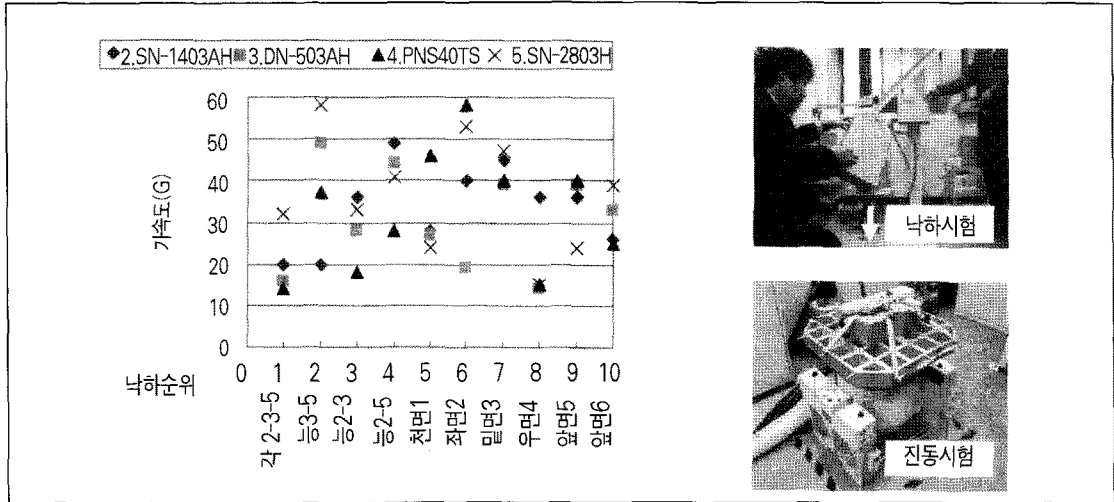 ◆2.SN-1403AH ■3.DN-503AH ▲4.PNS40TS × 5.SN-2803H
60
50
40
30
20
10
0
가속도(G)
낙하순위 0 1 2 3 4 5 6 7 8 9 10
각 2-3-5
능3-5
능2-3
능2-5
천면1
좌면2
밑면3
우면4
앞면5
앞면6
낙하시험
진동시험